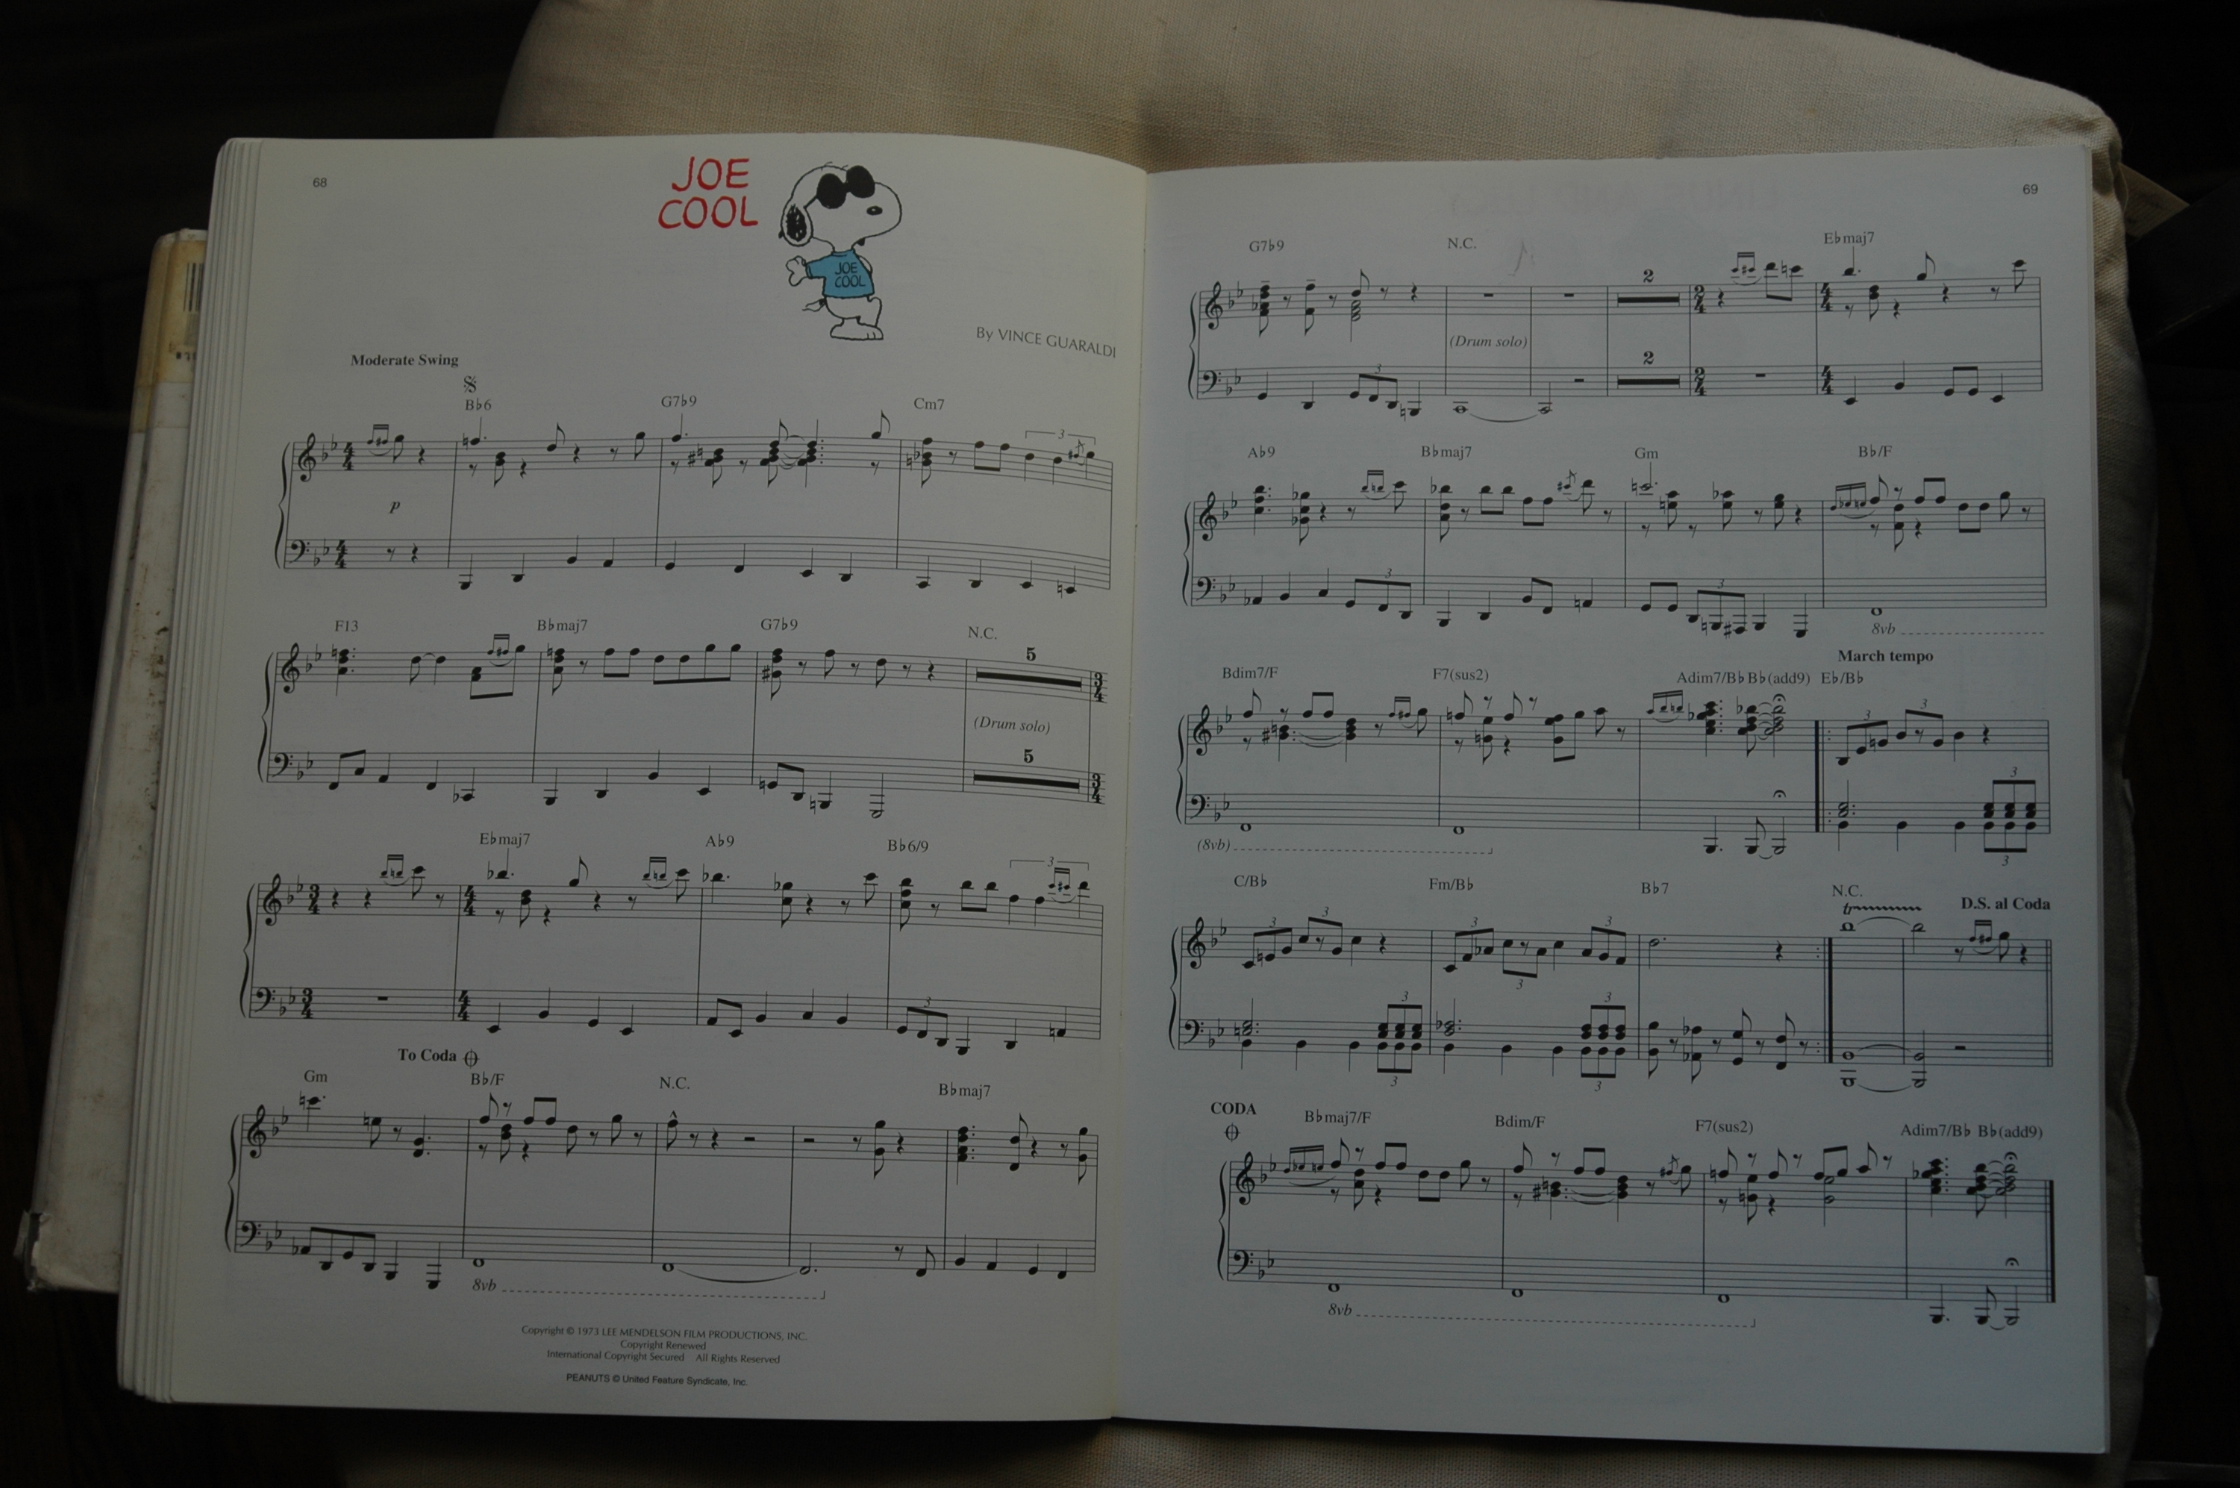 68
JOE
COOL
JOE
COOL
By VINCE GUARALDI
Moderate Swing
B♭6 G7♭9 Cm7
3
p
F13 B♭maj7 G7♭9 N.C.
5
(Drum solo)
5
E♭maj7 A♭9 B♭6/9
3
3
To Coda
Gm B♭/F N.C. B♭maj7
8vb
Copyright © 1973 LEE MENDELSON FILM PRODUCTIONS, INC.
Copyright Renewed
International Copyright Secured All Rights Reserved
PEANUTS © United Feature Syndicate, Inc.
69
G7♭9 N.C. E♭maj7
2
(Drum solo)
3 2
A♭9 B♭maj7 Gm B♭/F
3 3
8vb
March tempo
Bdim7/F F7(sus2) Adim7/B♭ B♭(add9) E♭/B♭
3 3
3
(8vb)
3
C/B♭ Fm/B♭ B♭7 N.C.
tr D.S. al Coda
3 3 3 3
3
3 3
3 3
CODA
B♭maj7/F Bdim/F F7(sus2) Adim7/B♭ B♭(add9)
8vb